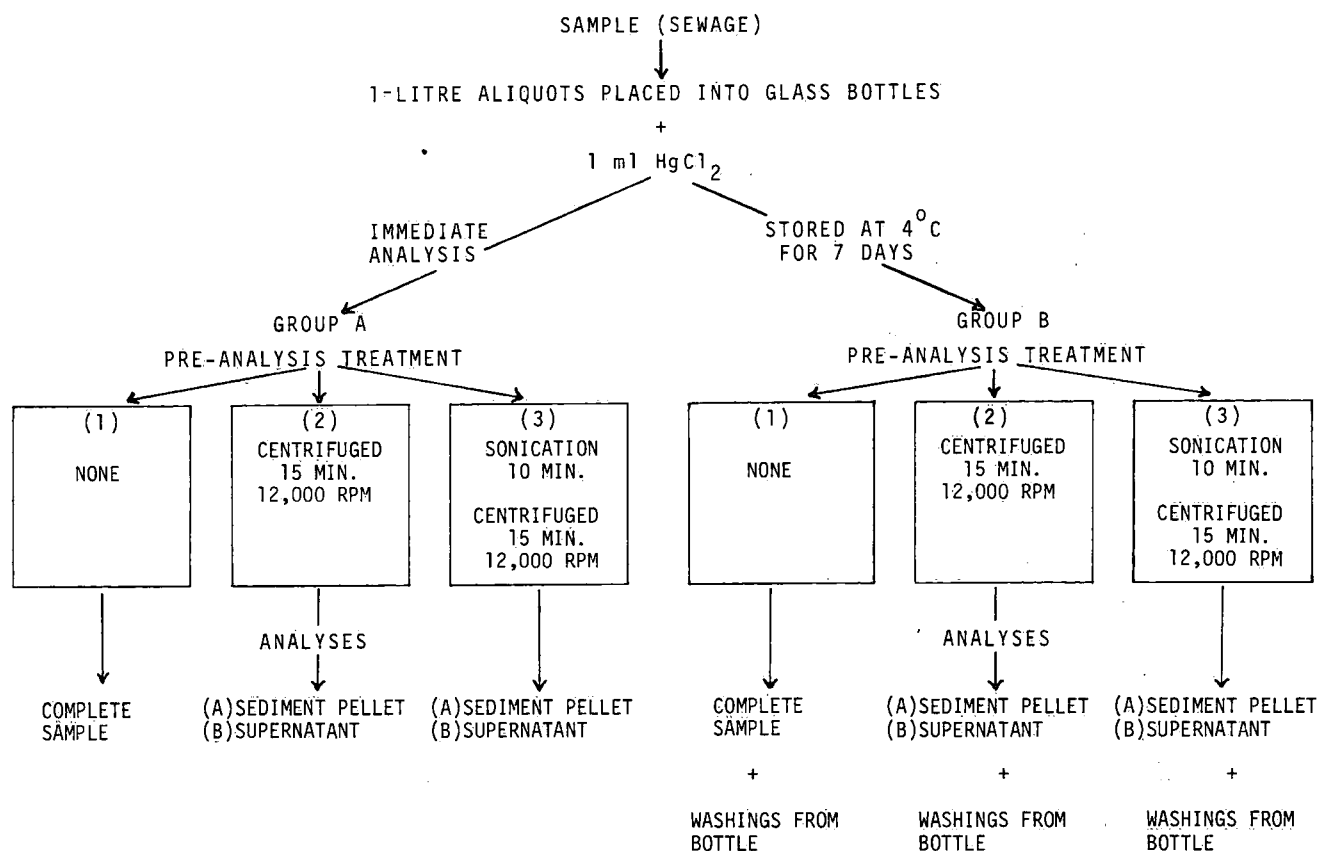 SAMPLE (SEWAGE)
1-LITRE ALIQUOTS PLACED INTO GLASS BOTTLES
+
1 ml HgCl2
IMMEDIATE
ANALYSIS
STORED AT 4°C
FOR 7 DAYS
GROUP A
PRE-ANALYSIS TREATMENT
(1)
NONE
(2)
CENTRIFUGED
15 MIN.
12,000 RPM
(3)
SONICATION
10 MIN.
CENTRIFUGED
15 MIN.
12,000 RPM
ANALYSES
COMPLETE
SAMPLE
(A)SEDIMENT PELLET
(B)SUPERNATANT
(A)SEDIMENT PELLET
(B)SUPERNATANT
GROUP B
PRE-ANALYSIS TREATMENT
(1)
NONE
(2)
CENTRIFUGED
15 MIN.
12,000 RPM
(3)
SONICATION
10 MIN.
CENTRIFUGED
15 MIN.
12,000 RPM
ANALYSES
COMPLETE
SAMPLE
+
WASHINGS FROM
BOTTLE
(A)SEDIMENT PELLET
(B)SUPERNATANT
+
WASHINGS FROM
BOTTLE
(A)SEDIMENT PELLET
(B)SUPERNATANT
+
WASHINGS FROM
BOTTLE